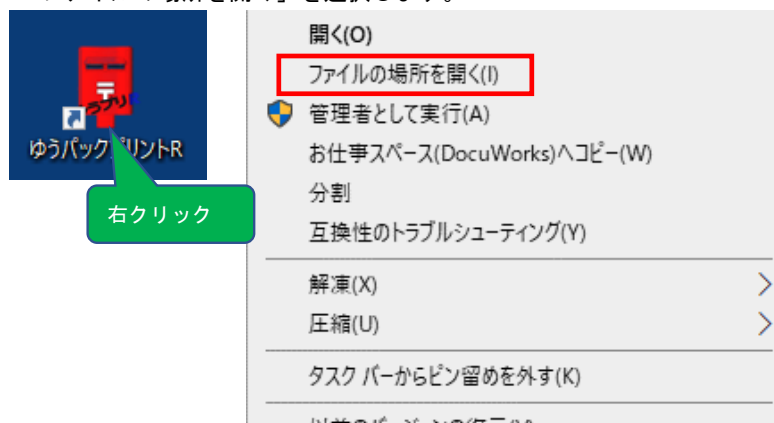 開く(O)
ファイルの場所を開く(I)
管理者として実行(A)
ゆうパック リントR
お仕事スペース(DocuWorks)へコピー(W)
分割
右クリック
互換性のトラブルシューティング(Y)
解凍(X)
圧縮(U)
タスク バーからピン留めを外す(K)